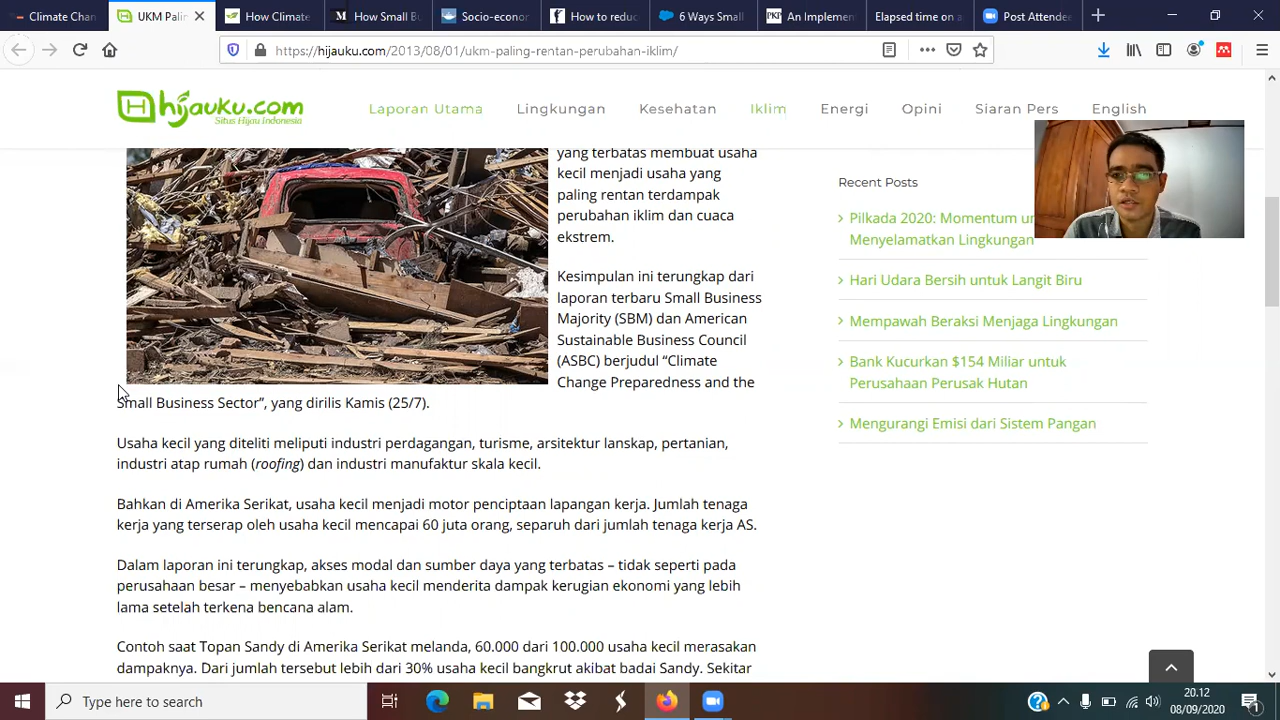 Climate Chan
UKM Palin
How Climate
How Small Bu
Socio-econo
How to reduc
6 Ways Small
An Implemen
Elapsed time on a
Post Attendee
https://hijauku.com/2013/08/01/ukm-paling-rentan-perubahan-iklim/
hijauku.com
Situs Hijau Indonesia
Laporan Utama
Lingkungan
Kesehatan
Iklim
Energi
Opini
Siaran Pers
English
yang terbatas membuat usaha
kecil menjadi usaha yang
paling rentan terdampak
perubahan iklim dan cuaca
ekstrem.
Kesimpulan ini terungkap dari
laporan terbaru Small Business
Majority (SBM) dan American
Sustainable Business Council
(ASBC) berjudul “Climate
Change Preparedness and the
Small Business Sector”, yang dirilis Kamis (25/7).
Usaha kecil yang diteliti meliputi industri perdagangan, turisme, arsitektur lanskap, pertanian,
industri atap rumah (roofing) dan industri manufaktur skala kecil.
Bahkan di Amerika Serikat, usaha kecil menjadi motor penciptaan lapangan kerja. Jumlah tenaga
kerja yang terserap oleh usaha kecil mencapai 60 juta orang, separuh dari jumlah tenaga kerja AS.
Dalam laporan ini terungkap, akses modal dan sumber daya yang terbatas – tidak seperti pada
perusahaan besar – menyebabkan usaha kecil menderita dampak kerugian ekonomi yang lebih
lama setelah terkena bencana alam.
Contoh saat Topan Sandy di Amerika Serikat melanda, 60.000 dari 100.000 usaha kecil merasakan
dampaknya. Dari jumlah tersebut lebih dari 30% usaha kecil bangkrut akibat badai Sandy. Sekitar
Recent Posts
Pilkada 2020: Momentum un
Menyelamatkan Lingkungan
Hari Udara Bersih untuk Langit Biru
Mempawah Beraksi Menjaga Lingkungan
Bank Kucurkan $154 Miliar untuk
Perusahaan Perusak Hutan
Mengurangi Emisi dari Sistem Pangan
Type here to search
20.12
08/09/2020